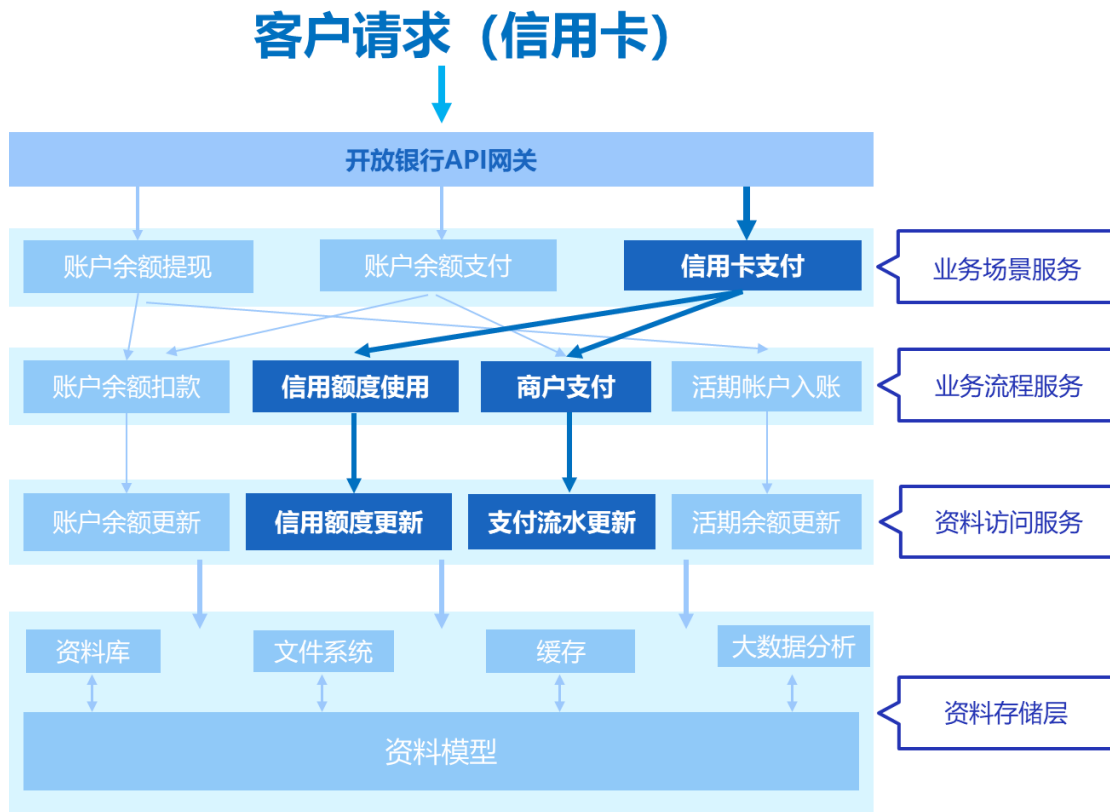 客户请求（信用卡）
开放银行API网关
账户余额提现
账户余额支付
信用卡支付
业务场景服务
账户余额扣款
信用额度使用
商户支付
活期帐户入账
业务流程服务
账户余额更新
信用额度更新
支付流水更新
活期余额更新
资料访问服务
资料库
文件系统
缓存
大数据分析
资料存储层
资料模型